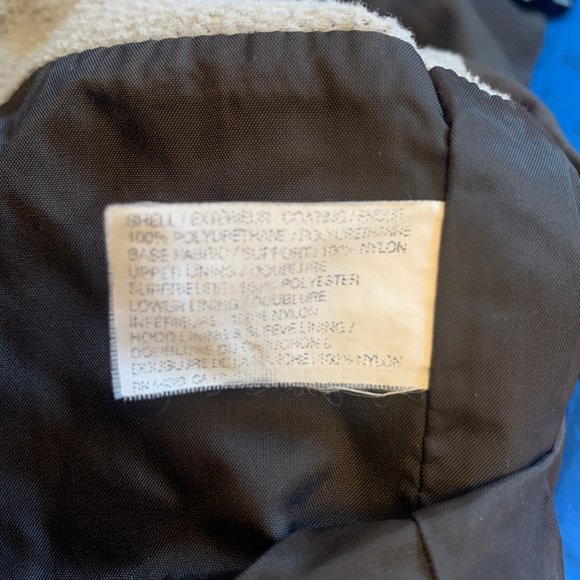 SHELL / EXTERIEUR: COATING / ENDUIT
100% POLYURETHANE / POLYURETHANNE
BASE FABRIC / SUPPORT: 100% NYLON
UPPER LINING / DOUBLURE
SUPERIEURE: POLYESTER
LOWER LINING / DOUBLURE
INFERIEURE: 100% NYLON
HOOD LINING & SLEEVE LINING /
DOUBLURE DU CAPUCHON &
DOUBLURE DE LA MANCHE: 100% NYLON